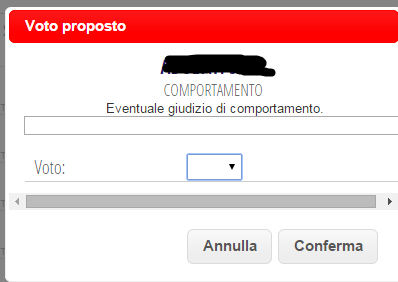 Voto proposto
COMPORTAMENTO
Eventuale giudizio di comportamento.
Voto:
Annulla
Conferma